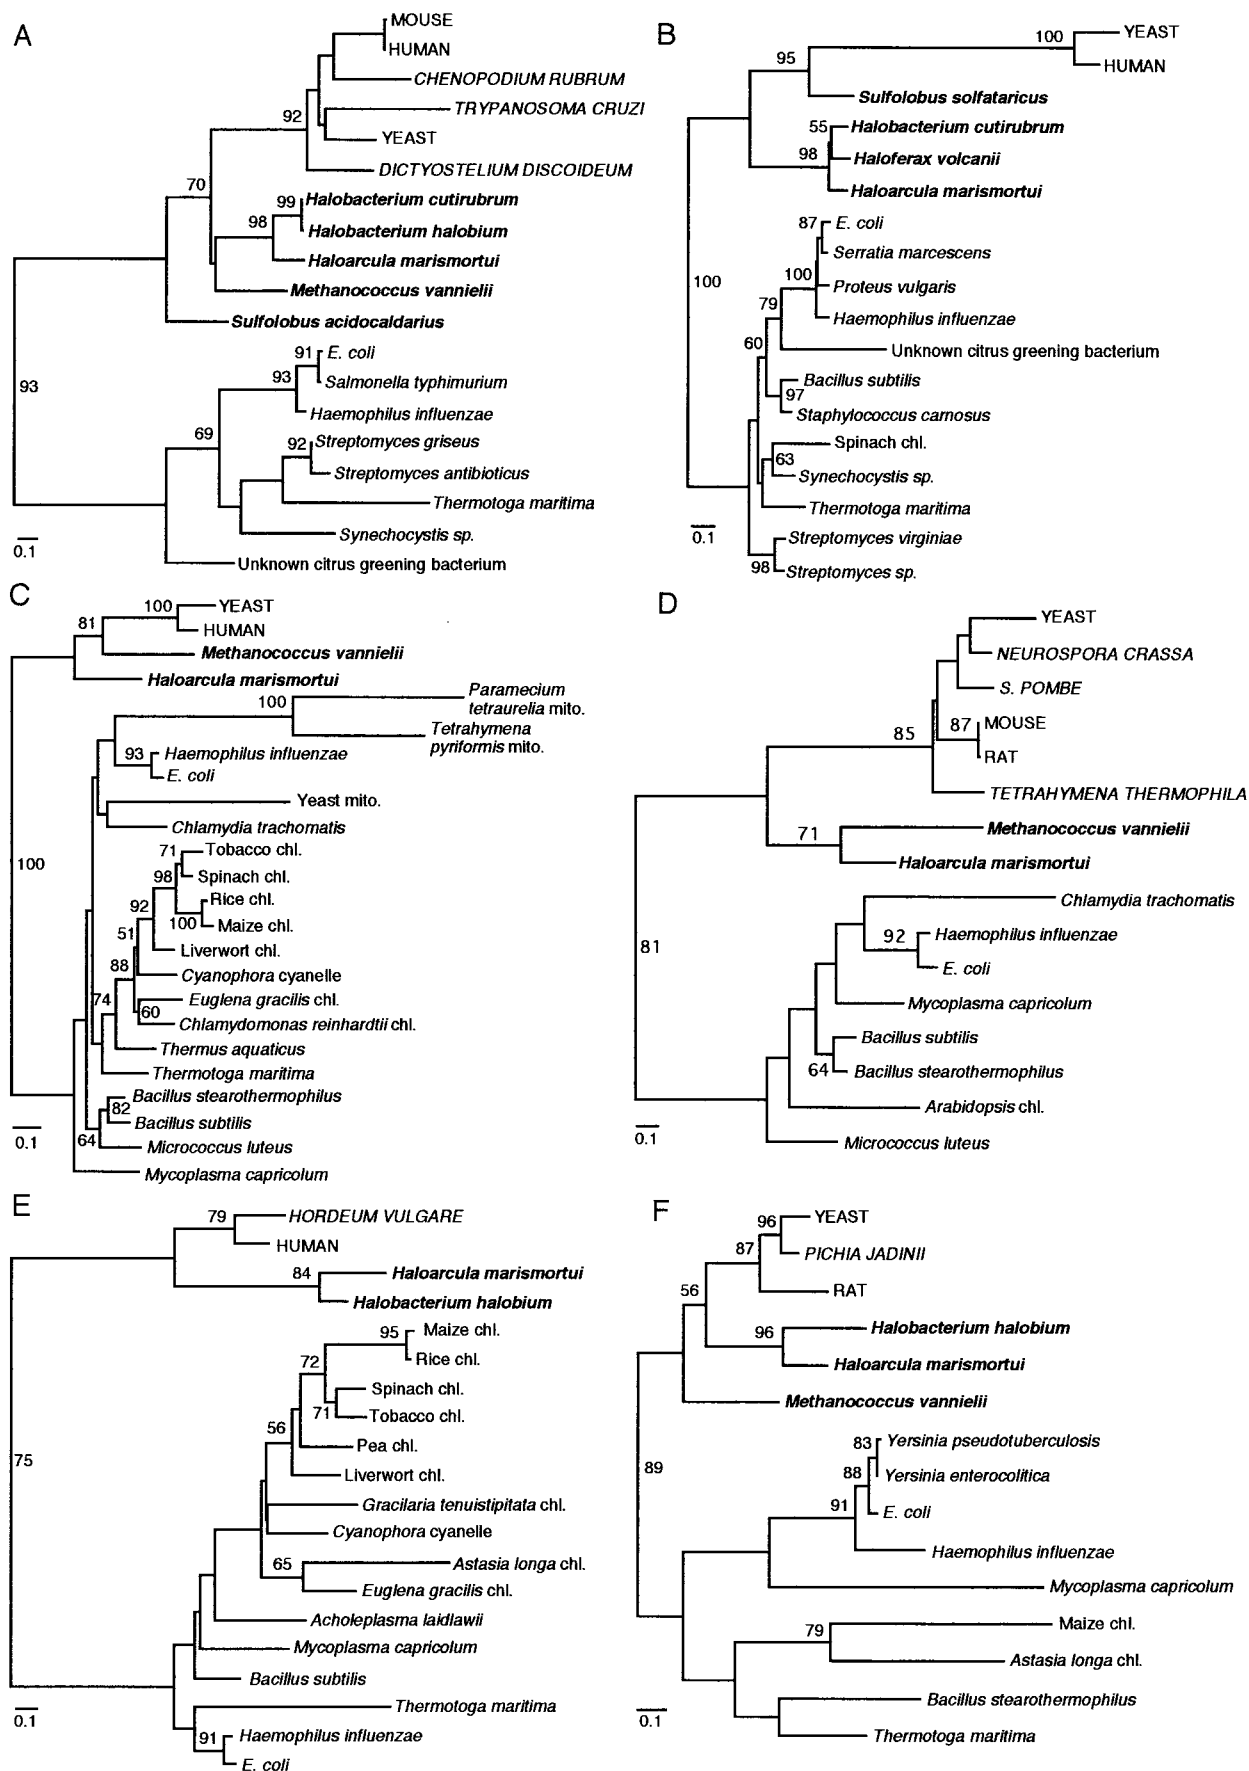 A
MOUSE
HUMAN
CHENOPODIUM RUBRUM
TRYPANOSOMA CRUZI
92
YEAST
DICTYOSTELIUM DISCOIDEUM
70
99
Halobacterium cutirubrum
98
Halobacterium halobium
Haloarcula marismortui
Methanococcus vannielii
Sulfolobus acidocaldarius
93
91
E. coli
93
Salmonella typhimurium
Haemophilus influenzae
69
92
Streptomyces griseus
Streptomyces antibioticus
Thermotoga maritima
Synechocystis sp.
0.1
Unknown citrus greening bacterium
B
100
YEAST
95
HUMAN
Sulfolobus solfataricus
55
Halobacterium cutirubrum
98
Haloferax volcanii
Haloarcula marismortui
87
E. coli
Serratia marcescens
100
100
Proteus vulgaris
79
Haemophilus influenzae
60
Unknown citrus greening bacterium
Bacillus subtilis
97
Staphylococcus carnosus
Spinach chl.
63
Synechocystis sp.
Thermotoga maritima
0.1
Streptomyces virginiae
98
Streptomyces sp.
C
100
YEAST
81
HUMAN
Methanococcus vannielii
Haloarcula marismortui
100
Paramecium
tetraurelia mito.
Tetrahymena
pyriformis mito.
93
Haemophilus influenzae
E. coli
Yeast mito.
Chlamydia trachomatis
71
Tobacco chl.
100
98
Spinach chl.
Rice chl.
92
100
Maize chl.
51
Liverwort chl.
88
Cyanophora cyanelle
74
Euglena gracilis chl.
60
Chlamydomonas reinhardtii chl.
Thermus aquaticus
Thermotoga maritima
Bacillus stearothermophilus
82
Bacillus subtilis
0.1
64
Micrococcus luteus
Mycoplasma capricolum
D
YEAST
NEUROSPORA CRASSA
S. POMBE
85
87
MOUSE
RAT
TETRAHYMENA THERMOPHILA
71
Methanococcus vannielii
Haloarcula marismortui
Chlamydia trachomatis
81
92
Haemophilus influenzae
E. coli
Mycoplasma capricolum
Bacillus subtilis
64
Bacillus stearothermophilus
Arabidopsis chl.
0.1
Micrococcus luteus
E
79
HORDEUM VULGARE
HUMAN
84
Haloarcula marismortui
Halobacterium halobium
95
Maize chl.
72
Rice chl.
Spinach chl.
71
Tobacco chl.
56
Pea chl.
75
Liverwort chl.
Gracilaria tenuistipitata chl.
Cyanophora cyanelle
65
Astasia longa chl.
Euglena gracilis chl.
Acholeplasma laidlawii
Mycoplasma capricolum
Bacillus subtilis
0.1
Thermotoga maritima
91
Haemophilus influenzae
E. coli
F
96
YEAST
87
PICHIA JADINII
56
RAT
96
Halobacterium halobium
Haloarcula marismortui
Methanococcus vannielii
83
Yersinia pseudotuberculosis
89
88
Yersinia enterocolitica
91
E. coli
Haemophilus influenzae
Mycoplasma capricolum
79
Maize chl.
Astasia longa chl.
0.1
Bacillus stearothermophilus
Thermotoga maritima